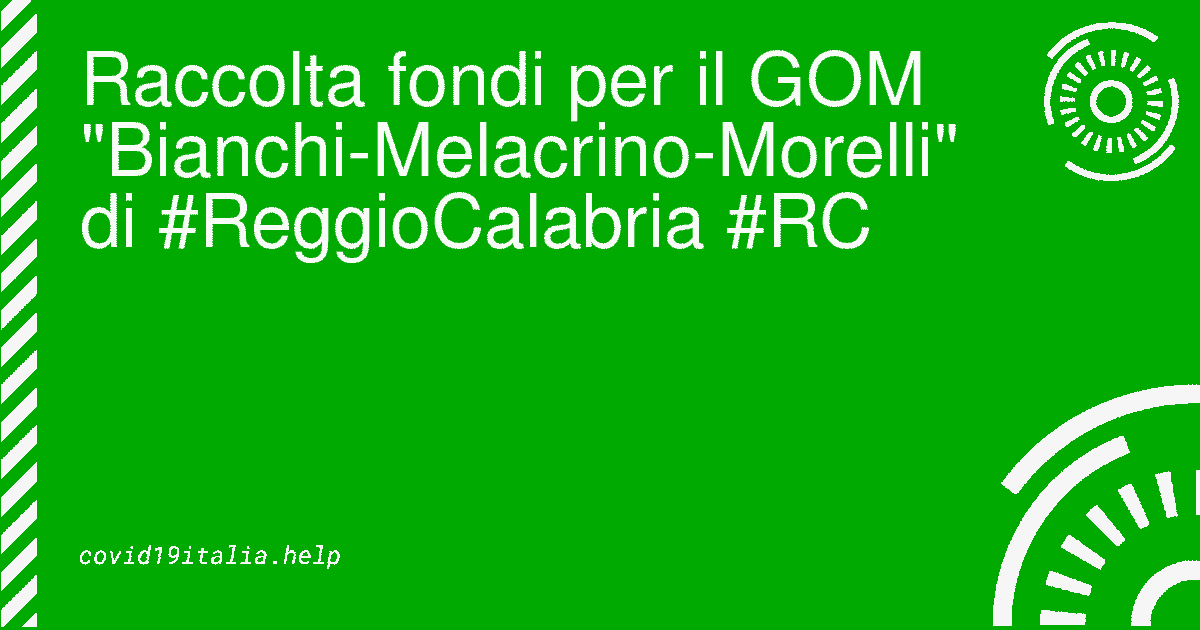 Raccolta fondi per il GOM
"Bianchi-Melacrino-Morelli"
di #ReggioCalabria #RC
covid19italia.help